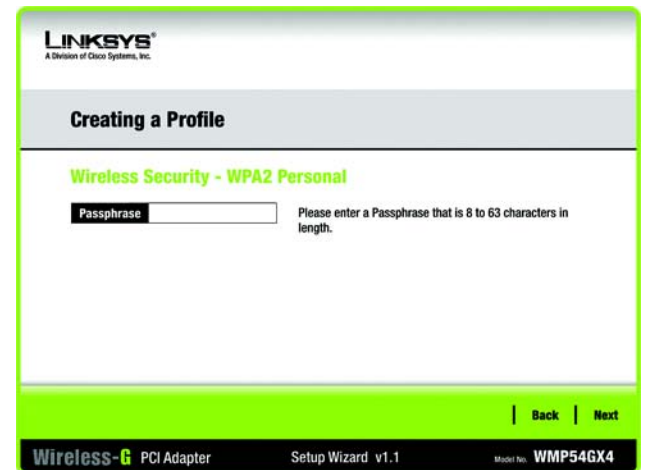 LINKSYS®
A Division of Cisco Systems, Inc.
Creating a Profile
Wireless Security - WPA2 Personal
Passphrase
Please enter a Passphrase that is 8 to 63 characters in
length.
Back Next
Wireless-G PCI Adapter Setup Wizard v1.1 Model No. WMP54GX4